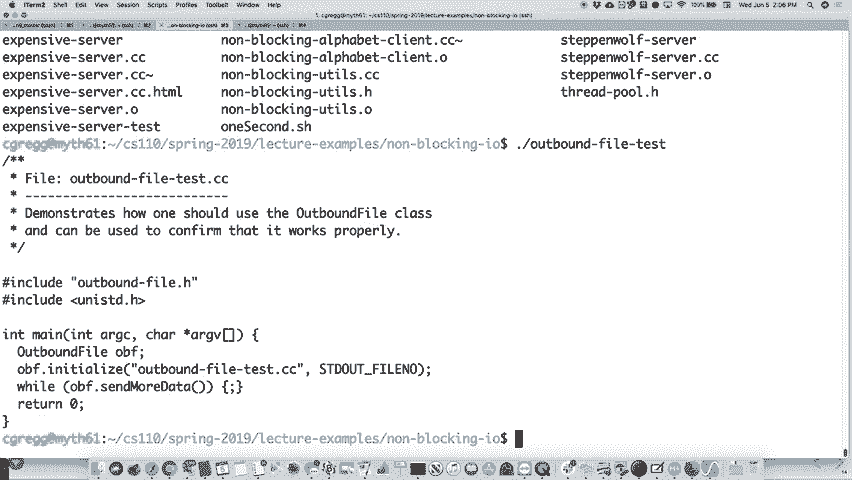 iTerm2 Shell Edit View Session Scripts Profiles Toolbelt Window Help
100% Wed Jun 5 2:06 PM
1. cgregg@myth61: ~/cs110/spring-2019/lecture-examples/non-blocking-io (ssh)
expensive-server non-blocking-alphabet-client.cc~ steppenwolf-server
expensive-server.cc non-blocking-alphabet-client.o steppenwolf-server.cc
expensive-server.cc~ non-blocking-utils.cc steppenwolf-server.o
expensive-server.cc.html non-blocking-utils.h thread-pool.h
expensive-server.o non-blocking-utils.o
expensive-server-test oneSecond.sh
cgregg@myth61:~/cs110/spring-2019/lecture-examples/non-blocking-io$ ./outbound-file-test
/**
* File: outbound-file-test.cc
* ---------------------------
* Demonstrates how one should use the OutboundFile class
* and can be used to confirm that it works properly.
*/
#include "outbound-file.h"
#include <unistd.h>
int main(int argc, char *argv[]) {
OutboundFile obf;
obf.initialize("outbound-file-test.cc", STDOUT_FILENO);
while (obf.sendMoreData()) {;}
return 0;
}
cgregg@myth61:~/cs110/spring-2019/lecture-examples/non-blocking-io$